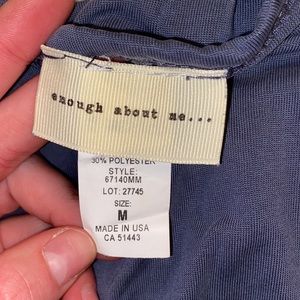 enough about me...
30% POLYESTER
STYLE:
67140MM
LOT: 27745
SIZE:
M
MADE IN USA
CA 51443